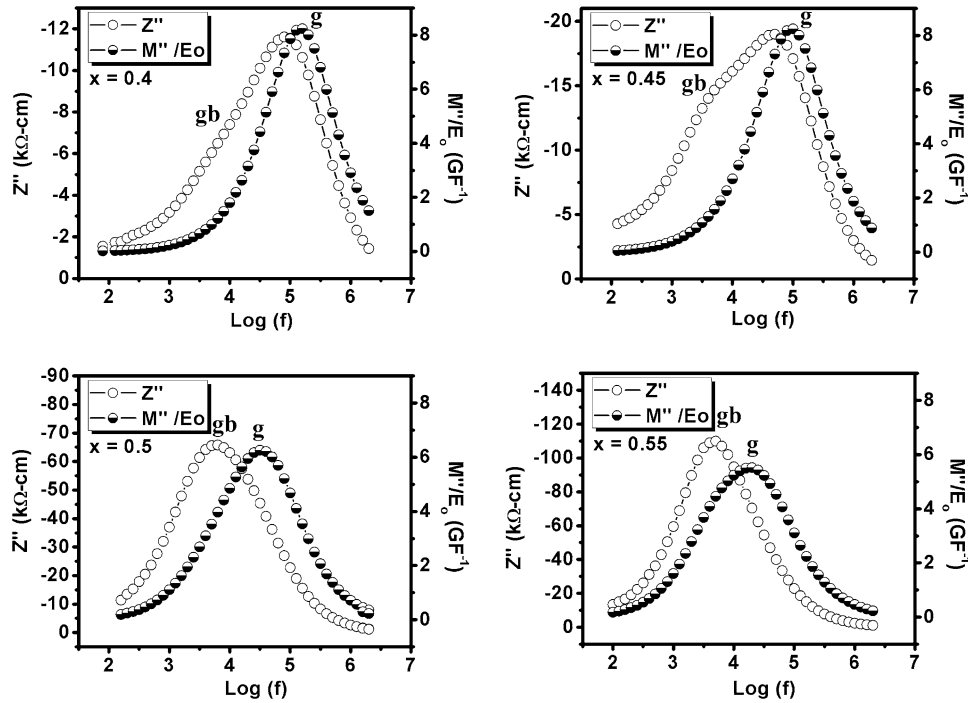 Z''
M'' /Eo
x = 0.4
gb
g
-12
-10
-8
-6
-4
-2
0
Z'' (kΩ-cm)
8
6
4
2
0
M''/Eₒ (GF⁻¹)
2 3 4 5 6 7
Log (f)
Z''
M'' /Eo
x = 0.45
gb
g
-20
-15
-10
-5
0
Z'' (kΩ-cm)
8
6
4
2
0
M''/Eₒ (GF⁻¹)
2 3 4 5 6 7
Log (f)
Z''
M'' /Eo
x = 0.5
gb
g
-90
-80
-70
-60
-50
-40
-30
-20
-10
0
Z'' (kΩ-cm)
8
6
4
2
0
M''/Eₒ (GF⁻¹)
2 3 4 5 6 7
Log (f)
Z''
M'' /Eo
x = 0.55
gb
g
-140
-120
-100
-80
-60
-40
-20
0
Z'' (kΩ-cm)
8
6
4
2
0
M''/Eₒ (GF⁻¹)
2 3 4 5 6 7
Log (f)